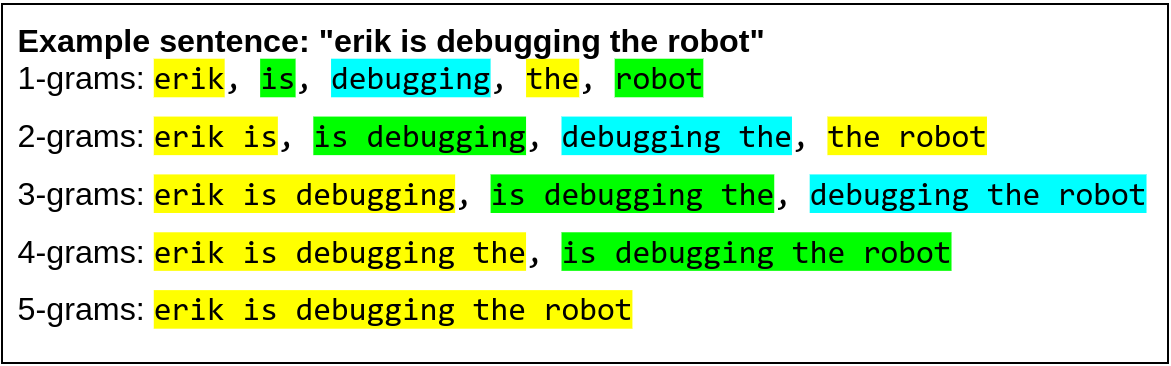 Example sentence: "erik is debugging the robot"
1-grams: erik, is, debugging, the, robot
2-grams: erik is, is debugging, debugging the, the robot
3-grams: erik is debugging, is debugging the, debugging the robot
4-grams: erik is debugging the, is debugging the robot
5-grams: erik is debugging the robot